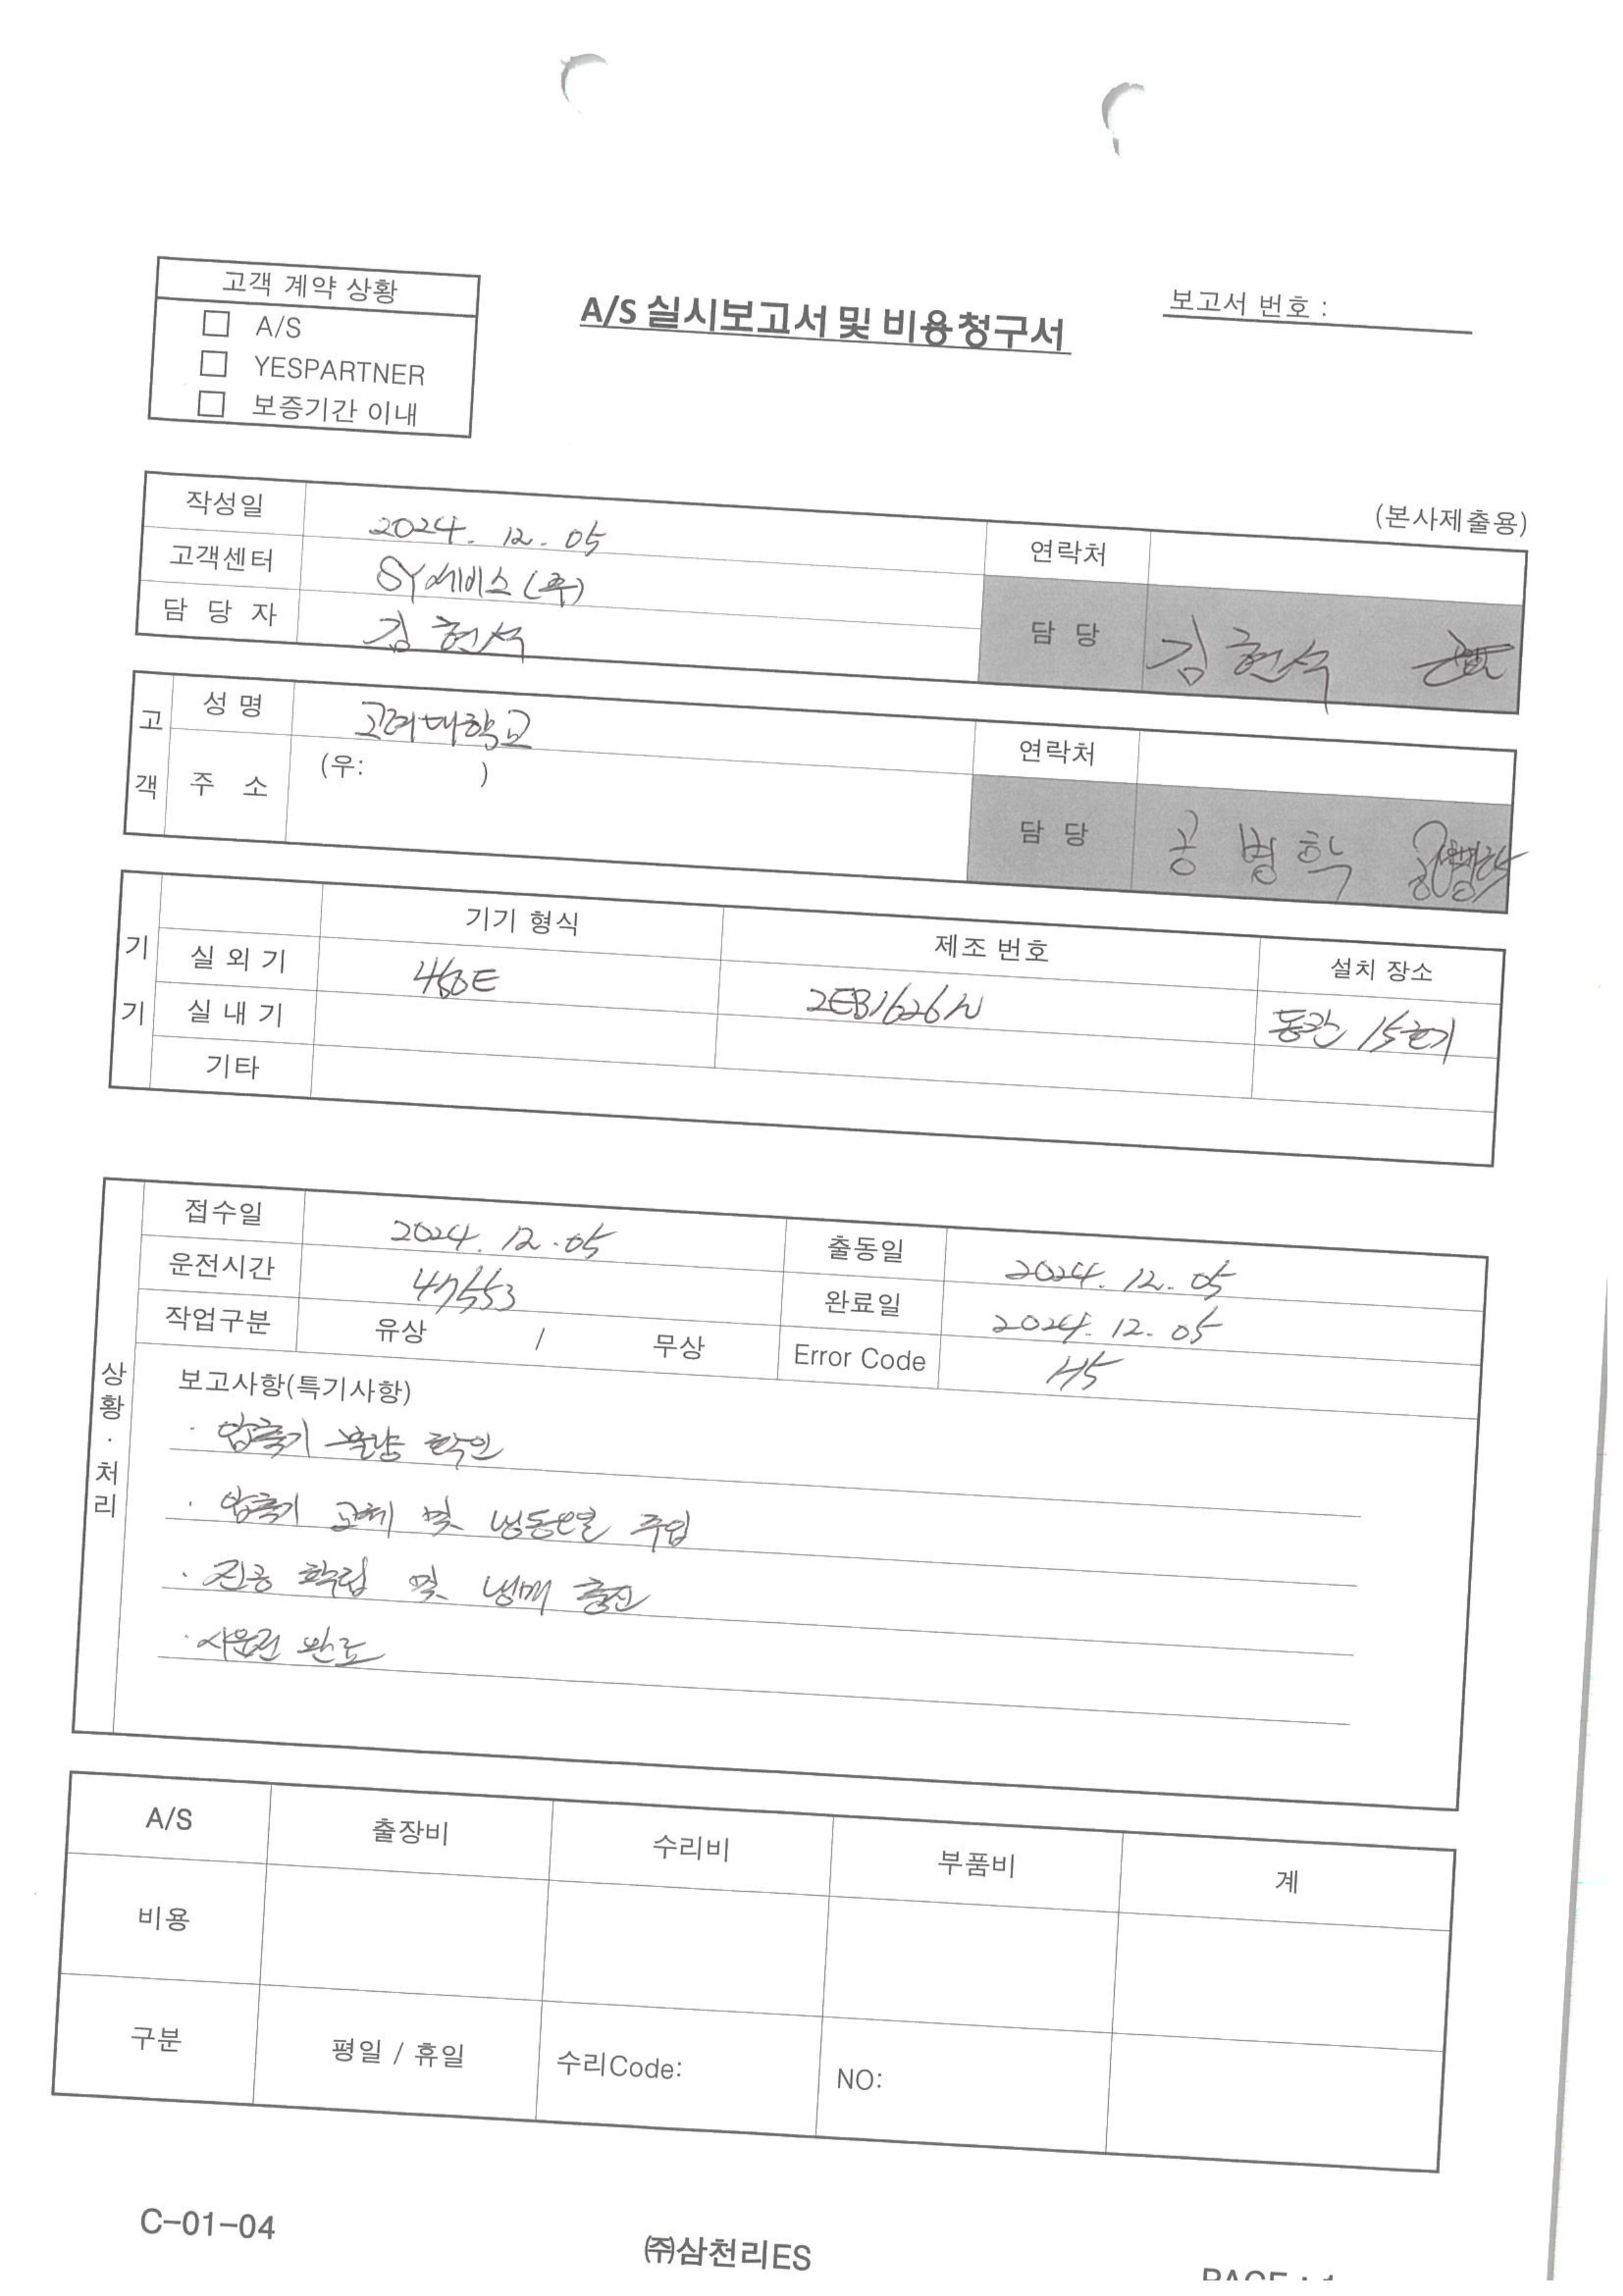 고객 계약 상황
□ A/S
□ YESPARTNER
□ 보증기간 이내
A/S 실시보고서 및 비용청구서
보고서 번호 :
(본사제출용)
작성일 2024. 12. 05 연락처
고객센터 SY에이스(주)
담 당 자 김현석 담 당 김현석
고객 성 명 고려대학교 연락처
주 소 (우: ) 담 당 공병학 공병학
기기 기기 형식 제조 번호 설치 장소
실 외 기 2EB1626N 동관 15호기
실 내 기
기타
상황·처리
접수일 2024. 12. 05 출동일 2024. 12. 05
운전시간 47553 완료일 2024. 12. 05
작업구분 유상 / 무상 Error Code H5
보고사항(특기사항)
· 압축기 불량 확인
· 압축기 교체 및 냉동오일 주입
· 진공 확립 및 냉매 충진
· 시운전 완료
A/S 출장비 수리비 부품비 계
비용
구분 평일 / 휴일 수리Code: NO:
C-01-04
㈜삼천리ES